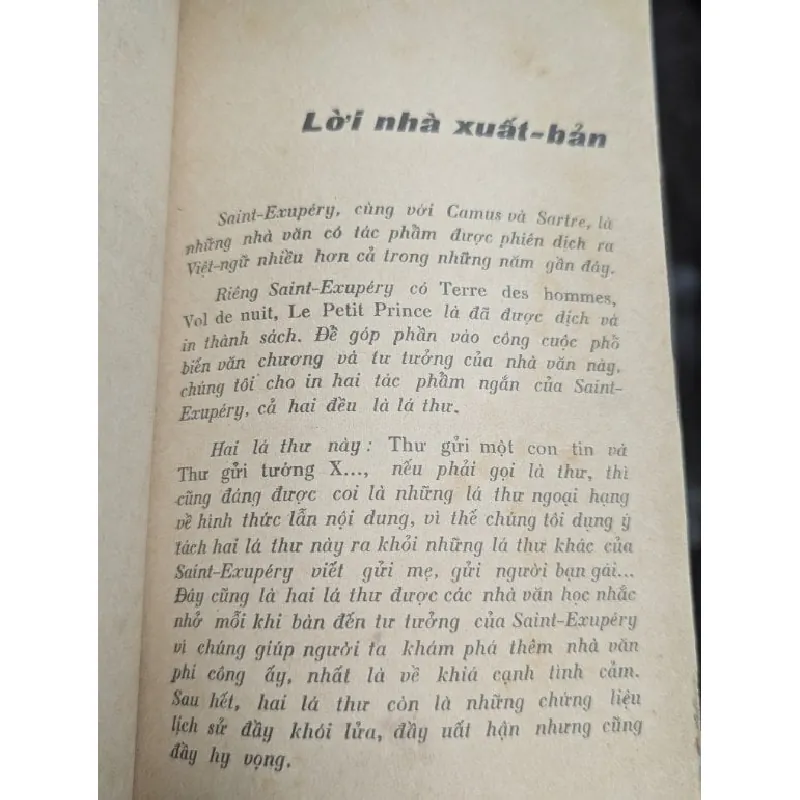 Lời nhà xuất-bản
Saint-Exupéry, cùng với Camus và Sartre, là
những nhà văn có tác phầm được phiên dịch ra
Việt-ngữ nhiều hơn cả trong những năm gần đây.
Riêng Saint-Exupéry có Terre des hommes,
Vol de nuit, Le Petit Prince là đã được dịch và
in thành sách. Đề góp phần vào công cuộc phồ
biến văn chương và tư tưởng của nhà văn này,
chúng tôi cho in hai tác phầm ngắn của Saint-
Exupéry, cả hai đều là lá thư.
Hai lá thư này : Thư gửi một con tin và
Thư gửi tướng X..., nếu phải gọi là thư, thì
cũng đáng được coi là những lá thư ngoại hạng
về hình thức lẫn nội dung, vì thế chúng tôi dụng ý
tách hai lá thư này ra khỏi những lá thư khác của
Saint-Exupéry viết gửi mẹ, gửi người bạn gái...
Đây cũng là hai lá thư được các nhà văn học nhắc
nhở mỗi khi bàn đến tư tưởng của Saint-Exupéry
vì chúng giúp người ta khám phá thêm nhà văn
phi công ấy, nhất là về khiá cạnh tình cảm.
Sau hết, hai lá thư còn là những chứng liệu
lịch sử đầy khói lửa, đầy uất hận nhưng cũng
đầy hy vọng.